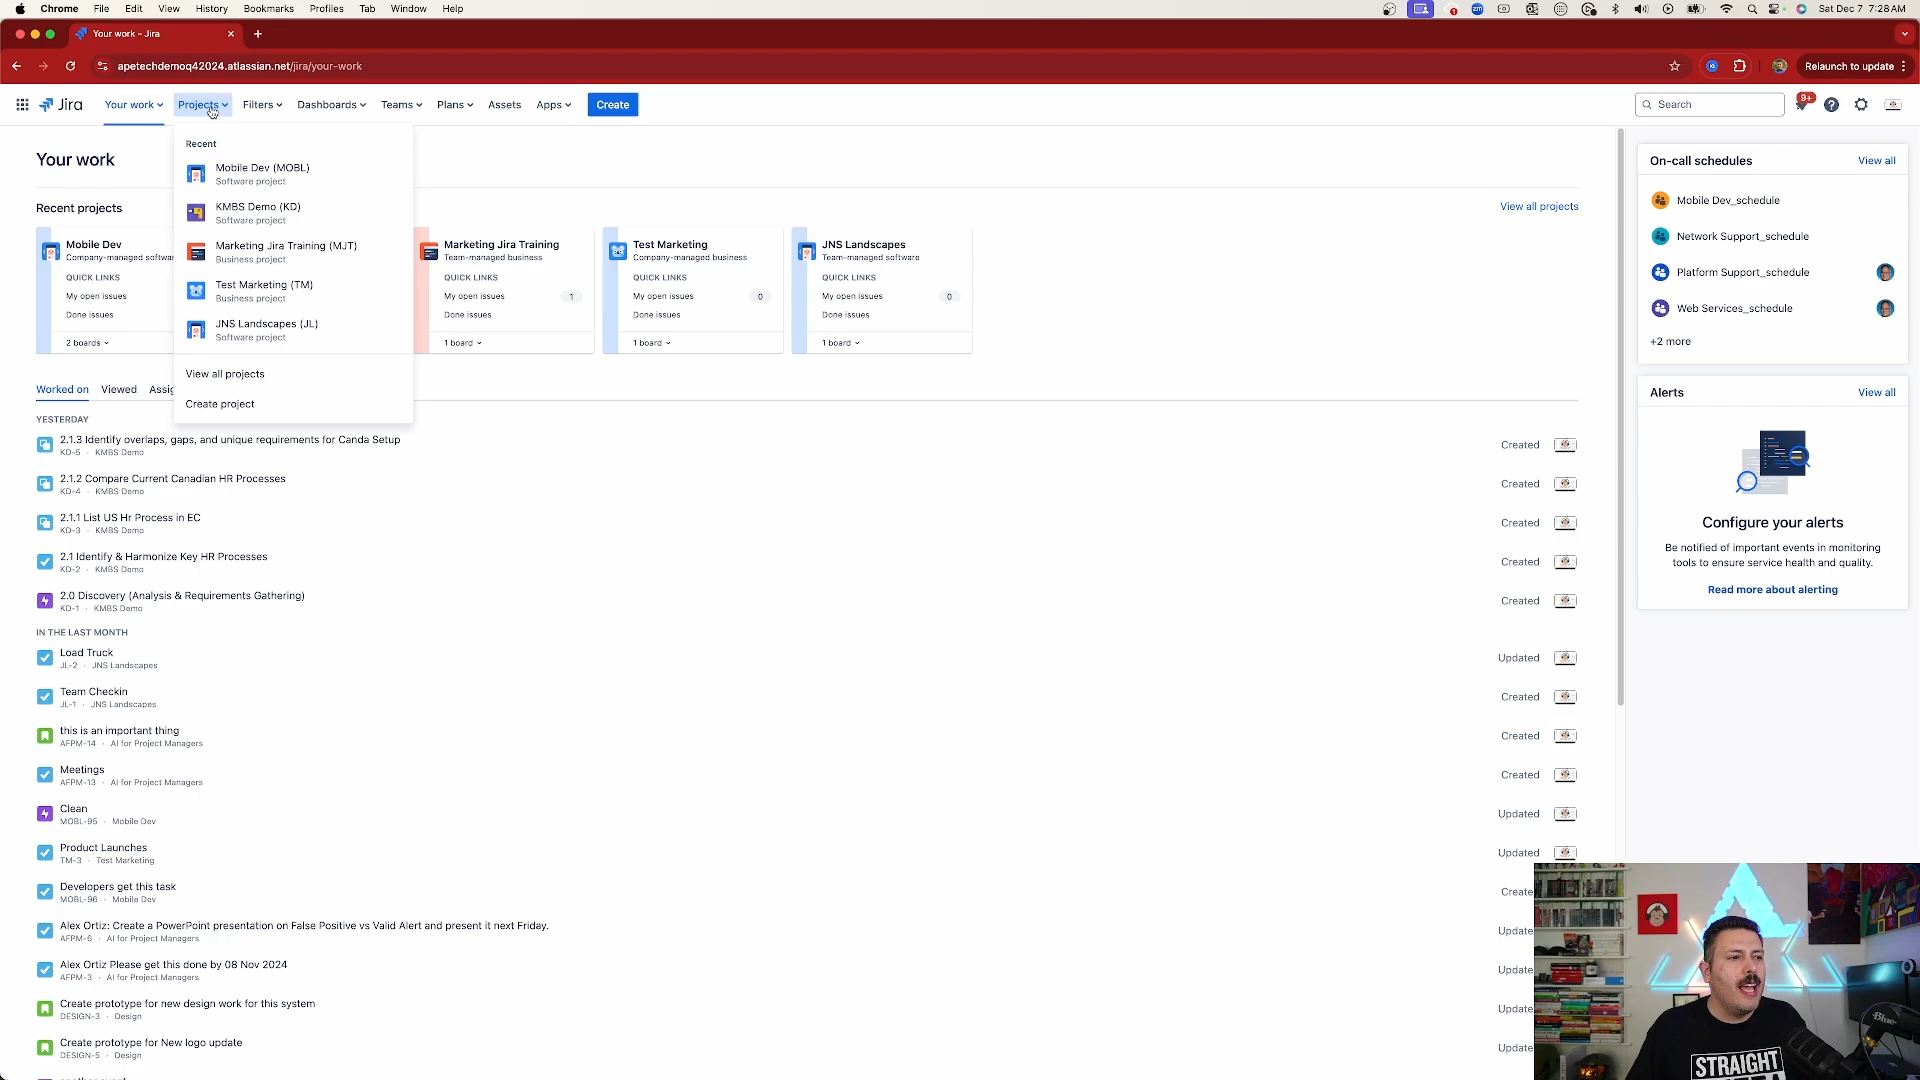 Chrome File Edit View History Bookmarks Profiles Tab Window Help
Sat Dec 7 7:28 AM
Your work - Jira
apetechdemoq42024.atlassian.net/jira/your-work
Relaunch to update
Jira Your work Projects Filters Dashboards Teams Plans Assets Apps Create
Search
9+
Your work
Recent projects
View all projects
Recent
Mobile Dev (MOBL)
Software project
KMBS Demo (KD)
Software project
Marketing Jira Training (MJT)
Business project
Test Marketing (TM)
Business project
JNS Landscapes (JL)
Software project
View all projects
Create project
Mobile Dev
Company-managed softwa
QUICK LINKS
My open issues
Done issues
2 boards
Marketing Jira Training
Team-managed business
QUICK LINKS
My open issues 1
Done issues
1 board
Test Marketing
Company-managed business
QUICK LINKS
My open issues 0
Done issues
1 board
JNS Landscapes
Team-managed software
QUICK LINKS
My open issues 0
Done issues
1 board
Worked on Viewed Assig
YESTERDAY
2.1.3 Identify overlaps, gaps, and unique requirements for Canda Setup
KD-5 · KMBS Demo
Created
2.1.2 Compare Current Canadian HR Processes
KD-4 · KMBS Demo
Created
2.1.1 List US Hr Process in EC
KD-3 · KMBS Demo
Created
2.1 Identify & Harmonize Key HR Processes
KD-2 · KMBS Demo
Created
2.0 Discovery (Analysis & Requirements Gathering)
KD-1 · KMBS Demo
Created
IN THE LAST MONTH
Load Truck
JL-2 · JNS Landscapes
Updated
Team Checkin
JL-1 · JNS Landscapes
Created
this is an important thing
AFPM-14 · AI for Project Managers
Created
Meetings
AFPM-13 · AI for Project Managers
Created
Clean
MOBL-95 · Mobile Dev
Updated
Product Launches
TM-3 · Test Marketing
Updated
Developers get this task
MOBL-96 · Mobile Dev
Create
Alex Ortiz: Create a PowerPoint presentation on False Positive vs Valid Alert and present it next Friday.
AFPM-6 · AI for Project Managers
Update
Alex Ortiz Please get this done by 08 Nov 2024
AFPM-3 · AI for Project Managers
Update
Create prototype for new design work for this system
DESIGN-3 · Design
Update
Create prototype for New logo update
DESIGN-5 · Design
Update
On-call schedules
View all
Mobile Dev_schedule
Network Support_schedule
Platform Support_schedule
Web Services_schedule
+2 more
Alerts
View all
Configure your alerts
Be notified of important events in monitoring
tools to ensure service health and quality.
Read more about alerting
Blue
STRAIGHT